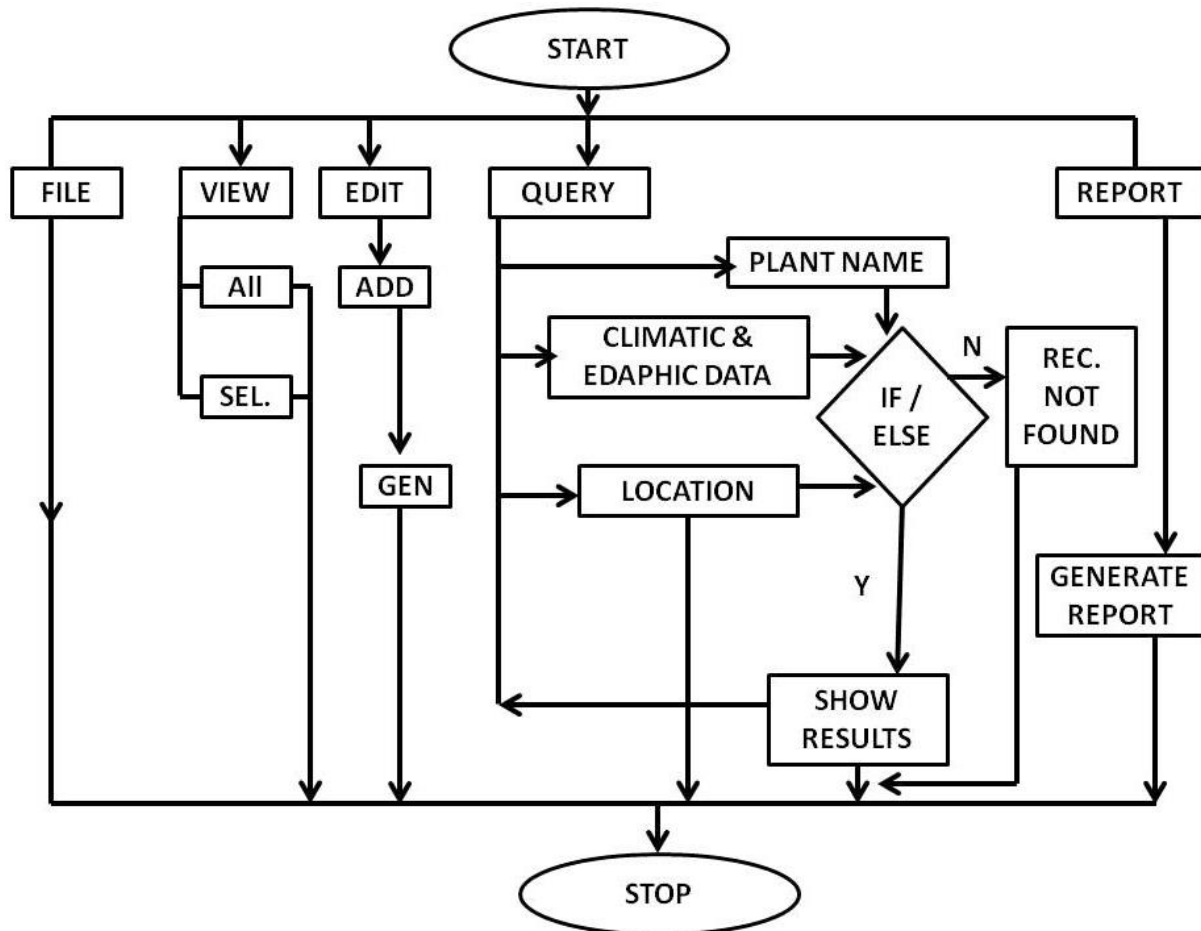 START
FILE
VIEW
EDIT
QUERY
REPORT
All
SEL.
ADD
GEN
PLANT NAME
CLIMATIC &
EDAPHIC DATA
LOCATION
IF /
ELSE
N
REC.
NOT
FOUND
Y
SHOW
RESULTS
GENERATE
REPORT
STOP